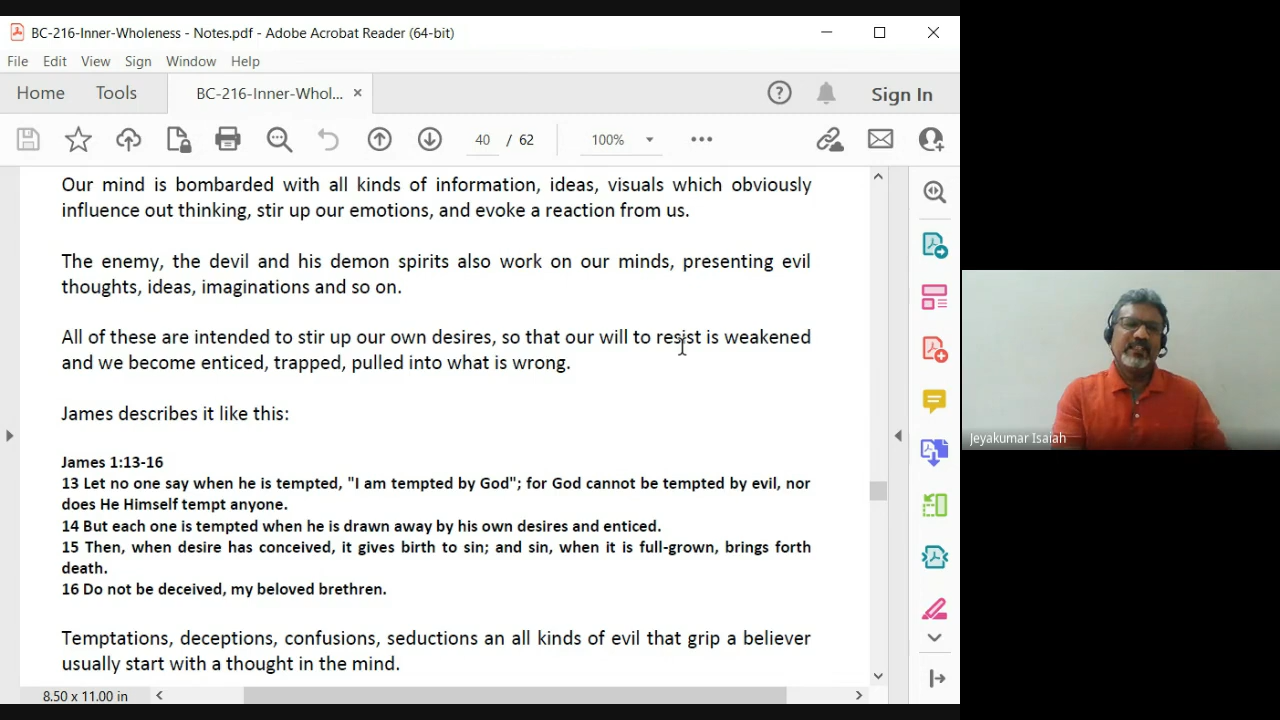 BC-216-Inner-Wholeness - Notes.pdf - Adobe Acrobat Reader (64-bit)
File Edit View Sign Window Help
Home Tools BC-216-Inner-Whol... × Sign In
40 / 62 100%
Our mind is bombarded with all kinds of information, ideas, visuals which obviously
influence out thinking, stir up our emotions, and evoke a reaction from us.
The enemy, the devil and his demon spirits also work on our minds, presenting evil
thoughts, ideas, imaginations and so on.
All of these are intended to stir up our own desires, so that our will to resist is weakened
and we become enticed, trapped, pulled into what is wrong.
James describes it like this:
James 1:13-16
13 Let no one say when he is tempted, "I am tempted by God"; for God cannot be tempted by evil, nor
does He Himself tempt anyone.
14 But each one is tempted when he is drawn away by his own desires and enticed.
15 Then, when desire has conceived, it gives birth to sin; and sin, when it is full-grown, brings forth
death.
16 Do not be deceived, my beloved brethren.
Temptations, deceptions, confusions, seductions an all kinds of evil that grip a believer
usually start with a thought in the mind.
8.50 x 11.00 in
Jeyakumar Isaiah